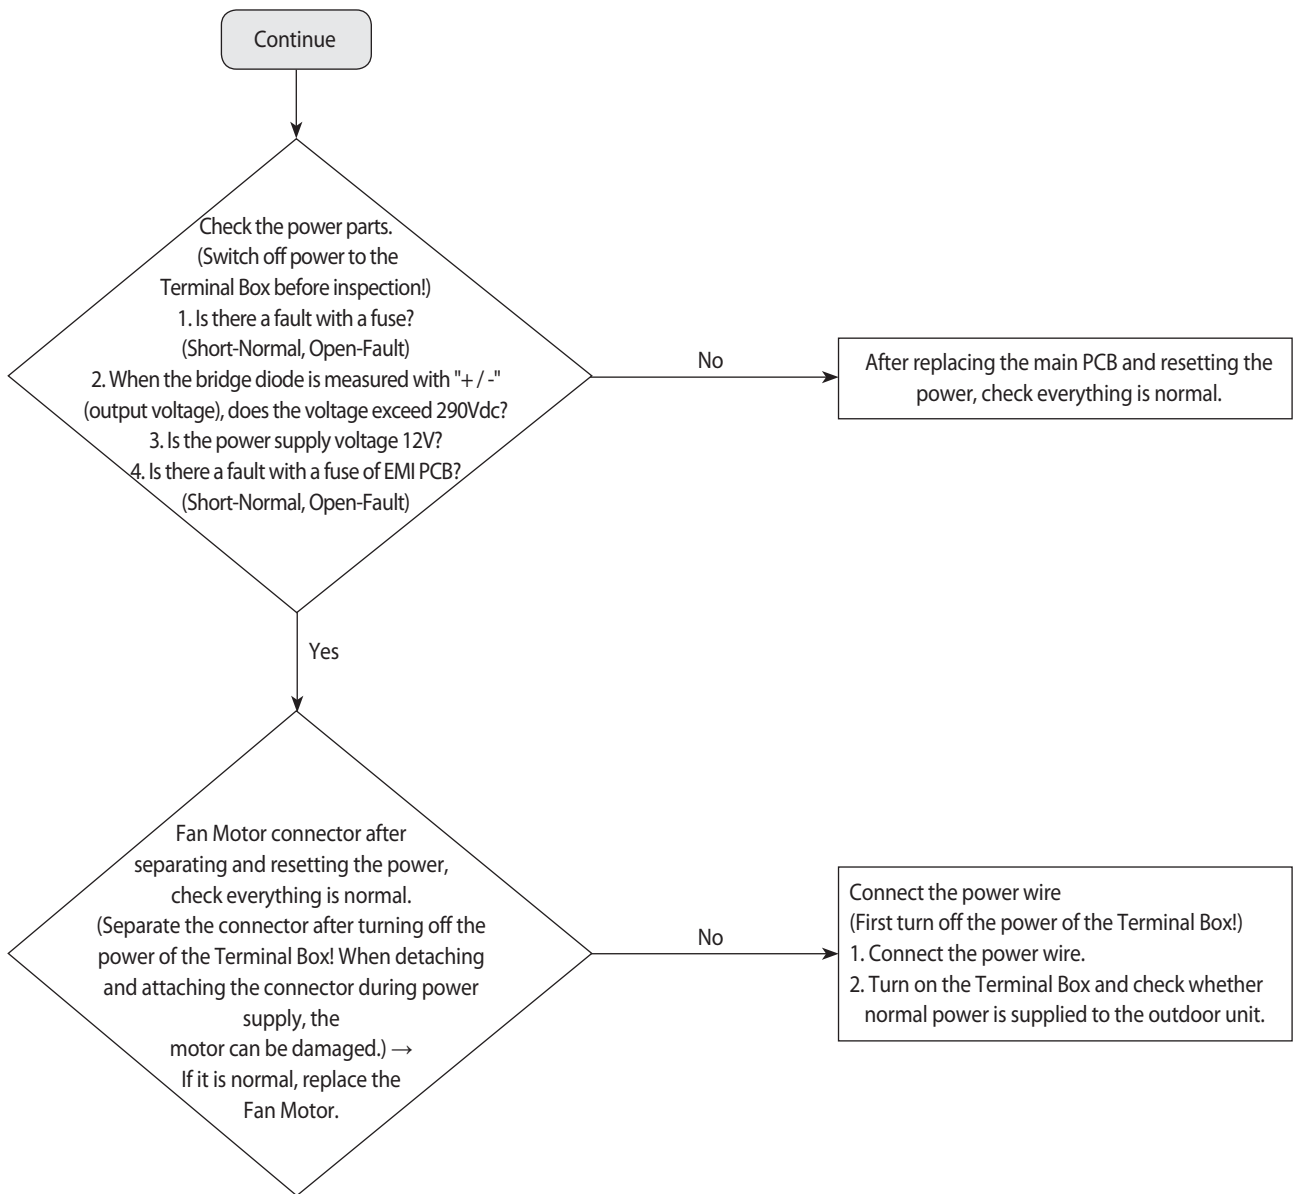 Continue
Check the power parts.
(Switch off power to the
Terminal Box before inspection!)
1. Is there a fault with a fuse?
(Short-Normal, Open-Fault)
2. When the bridge diode is measured with "+ / -"
(output voltage), does the voltage exceed 290Vdc?
3. Is the power supply voltage 12V?
4. Is there a fault with a fuse of EMI PCB?
(Short-Normal, Open-Fault)
No
After replacing the main PCB and resetting the
power, check everything is normal.
Yes
Fan Motor connector after
separating and resetting the power,
check everything is normal.
(Separate the connector after turning off the
power of the Terminal Box! When detaching
and attaching the connector during power
supply, the
motor can be damaged.) →
If it is normal, replace the
Fan Motor.
No
Connect the power wire
(First turn off the power of the Terminal Box!)
1. Connect the power wire.
2. Turn on the Terminal Box and check whether
normal power is supplied to the outdoor unit.